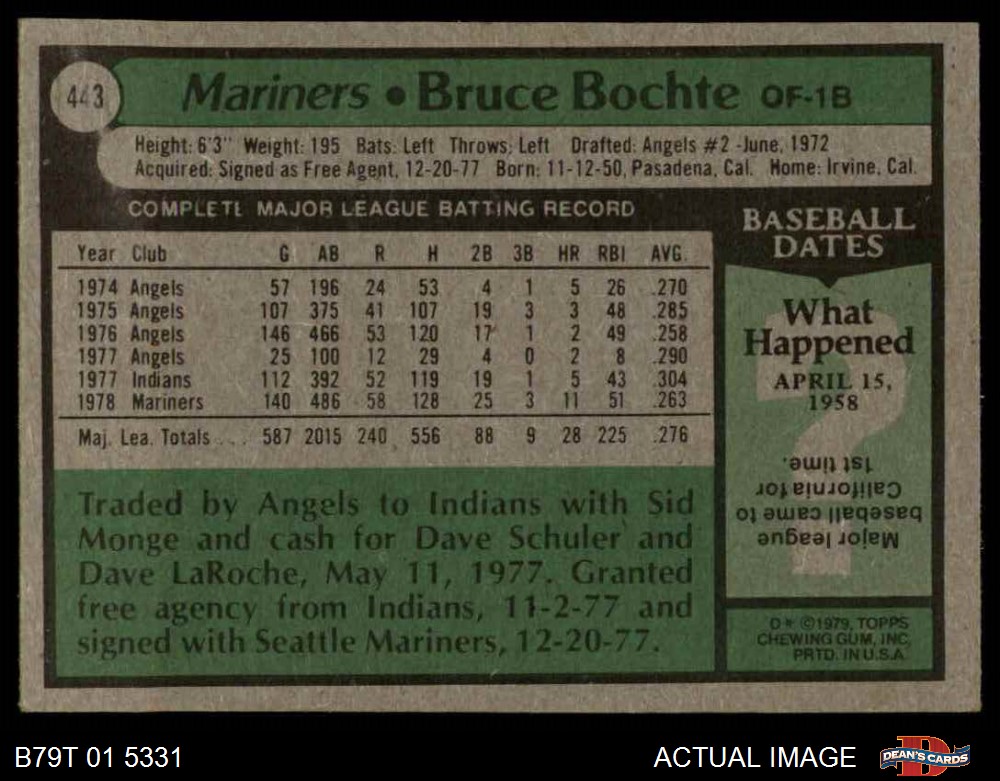 443
Mariners • Bruce Bochte OF-1B
Height: 6'3" Weight: 195 Bats: Left Throws: Left Drafted: Angels #2 -June, 1972
Acquired: Signed as Free Agent, 12-20-77 Born: 11-12-50, Pasadena, Cal. Home: Irvine, Cal.
COMPLETE MAJOR LEAGUE BATTING RECORD
Year Club G AB R H 2B 3B HR RBI AVG.
1974 Angels 57 196 24 53 4 1 5 26 .270
1975 Angels 107 375 41 107 19 3 3 48 .285
1976 Angels 146 466 53 120 17 1 2 49 .258
1977 Angels 25 100 12 29 4 0 2 8 .290
1977 Indians 112 392 52 119 19 1 5 43 .304
1978 Mariners 140 486 58 128 25 3 11 51 .263
Maj. Lea. Totals . . . 587 2015 240 556 88 9 28 225 .276
Traded by Angels to Indians with Sid
Monge and cash for Dave Schuler and
Dave LaRoche, May 11, 1977. Granted
free agency from Indians, 11-2-77 and
signed with Seattle Mariners, 12-20-77.
BASEBALL
DATES
What
Happened
APRIL 15,
1958
?
Major league
baseball came to
California for
1st time.
D* ©1979, TOPPS
CHEWING GUM, INC.
PRTD. IN U.S.A.
B79T 01 5331
ACTUAL IMAGE
DEAN'S CARDS